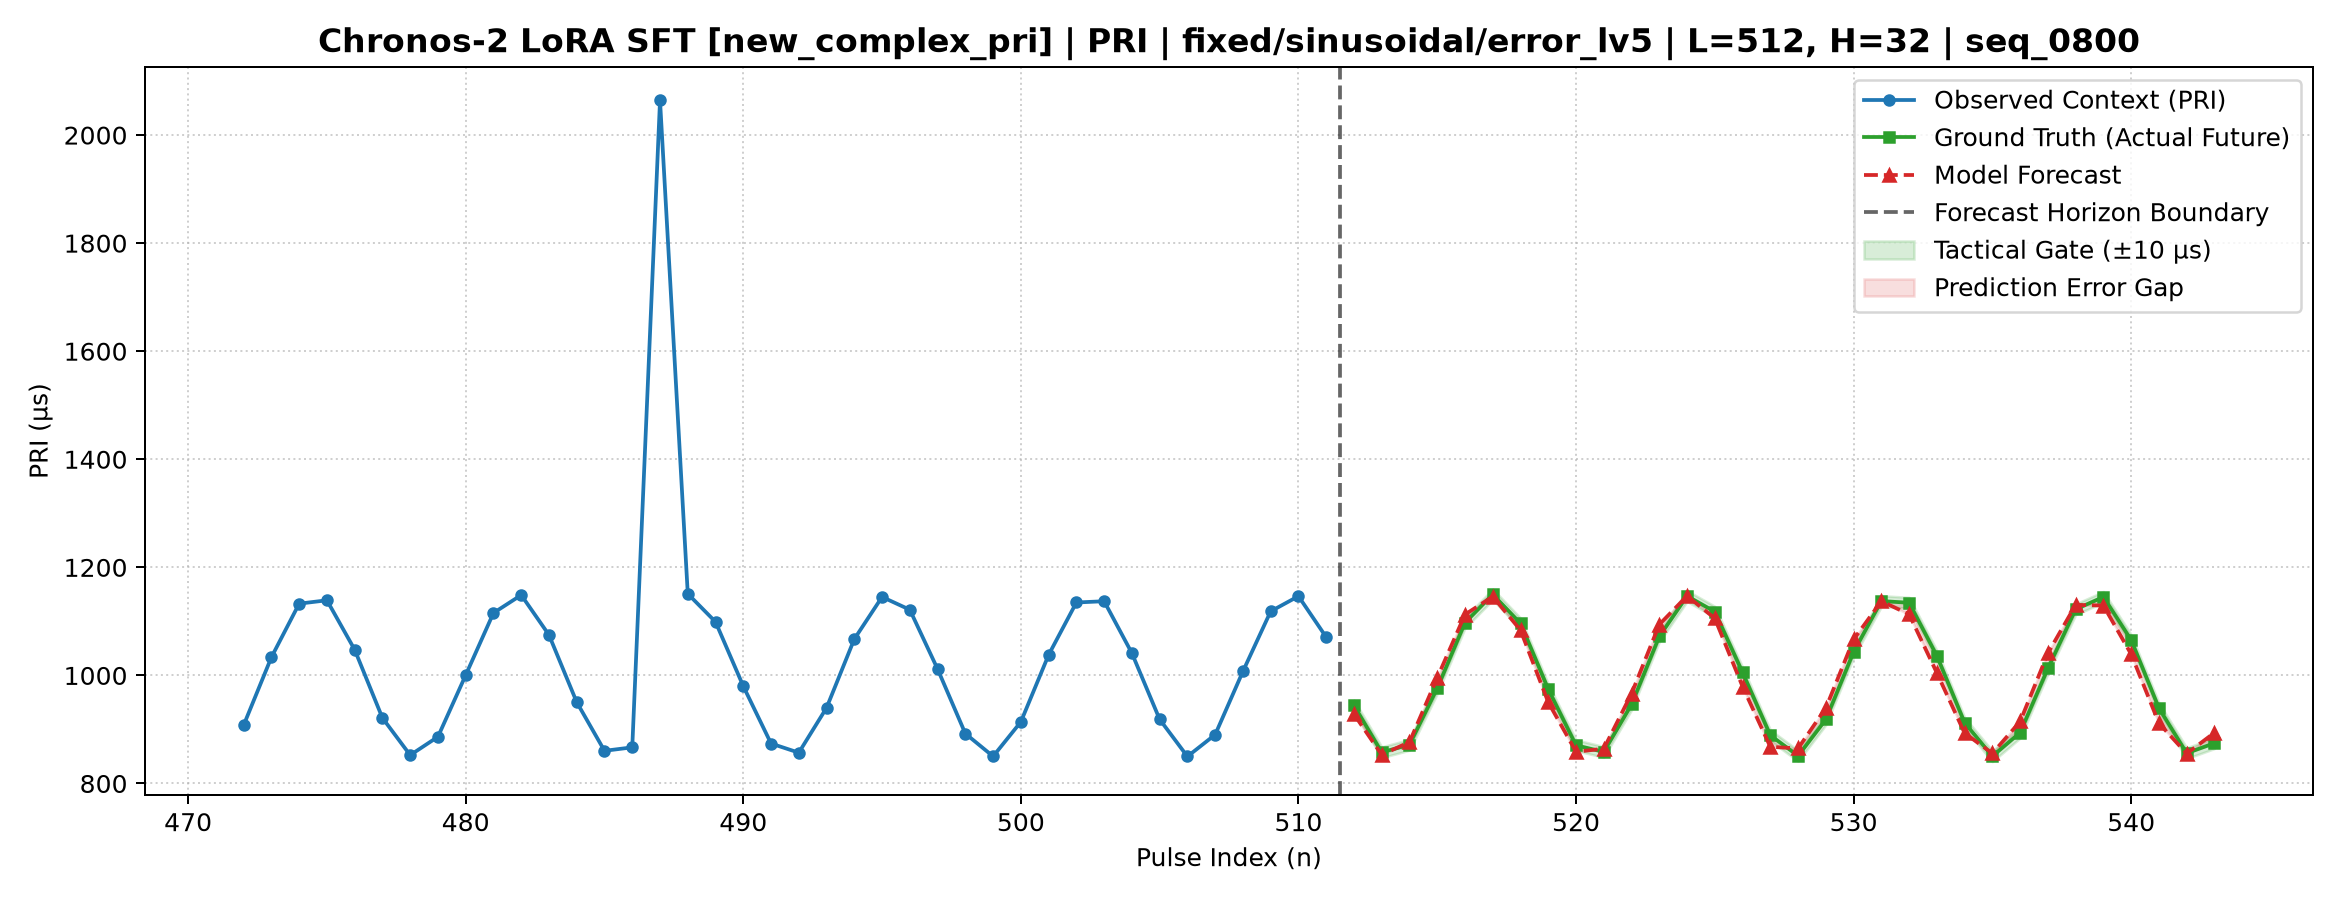 Chronos-2 LoRA SFT [new_complex_pri] | PRI | fixed/sinusoidal/error_lv5 | L=512, H=32 | seq_0800
Observed Context (PRI)
Ground Truth (Actual Future)
Model Forecast
Forecast Horizon Boundary
Tactical Gate (±10 μs)
Prediction Error Gap
PRI (μs)
2000
1800
1600
1400
1200
1000
800
470 480 490 500 510 520 530 540
Pulse Index (n)